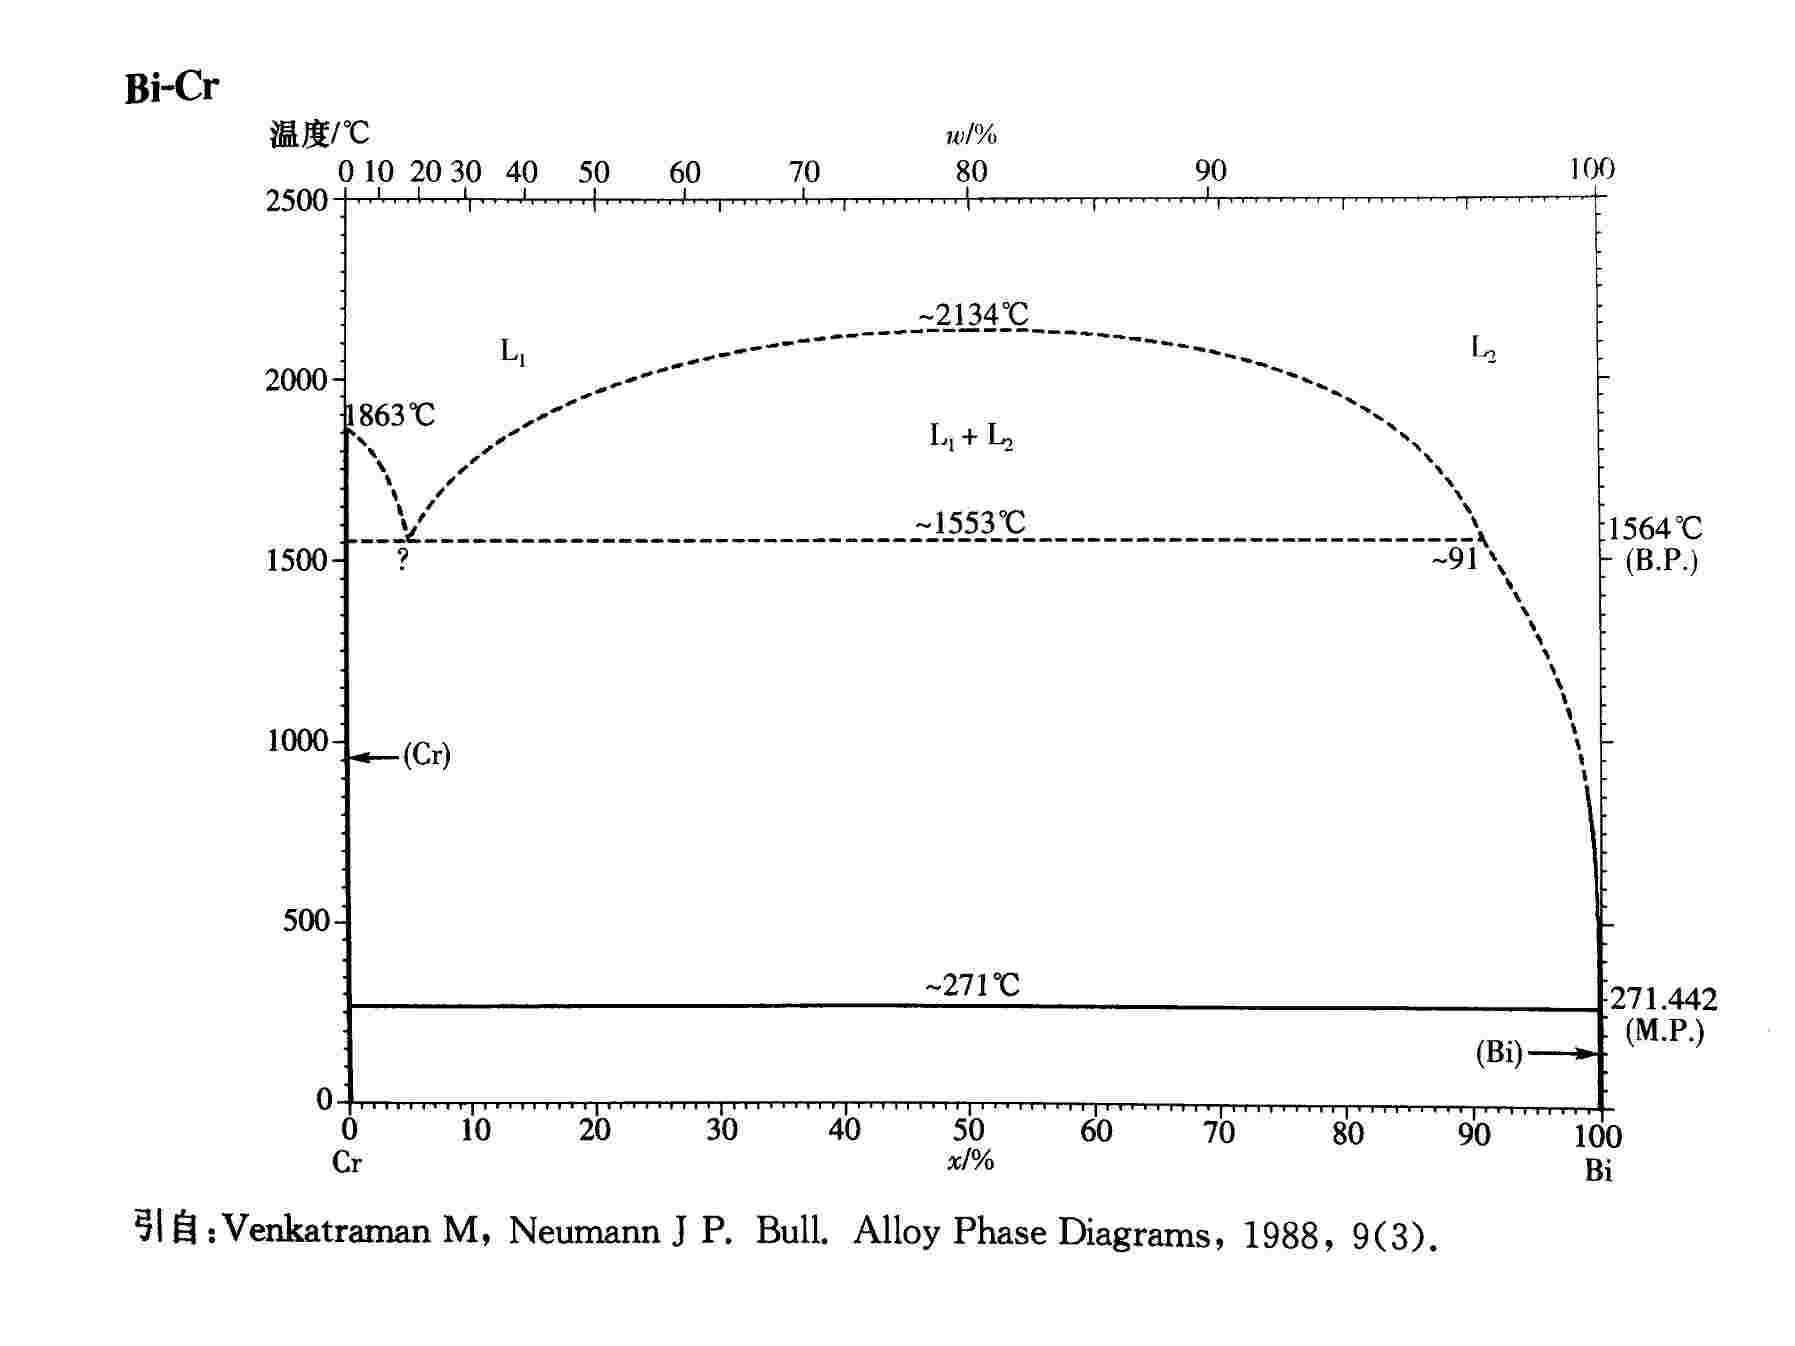 Bi-Cr
温度/℃
w/%
0 10 20 30 40 50 60 70 80 90 100
2500
~2134℃
L₁
L₂
2000
1863℃
L₁ + L₂
~1553℃
1564℃
1500
?
~91
(B.P.)
1000
(Cr)
500
~271℃
271.442
(M.P.)
(Bi)
0
0 10 20 30 40 50 60 70 80 90 100
Cr
x/%
Bi
引自:Venkatraman M, Neumann J P. Bull. Alloy Phase Diagrams, 1988, 9(3).